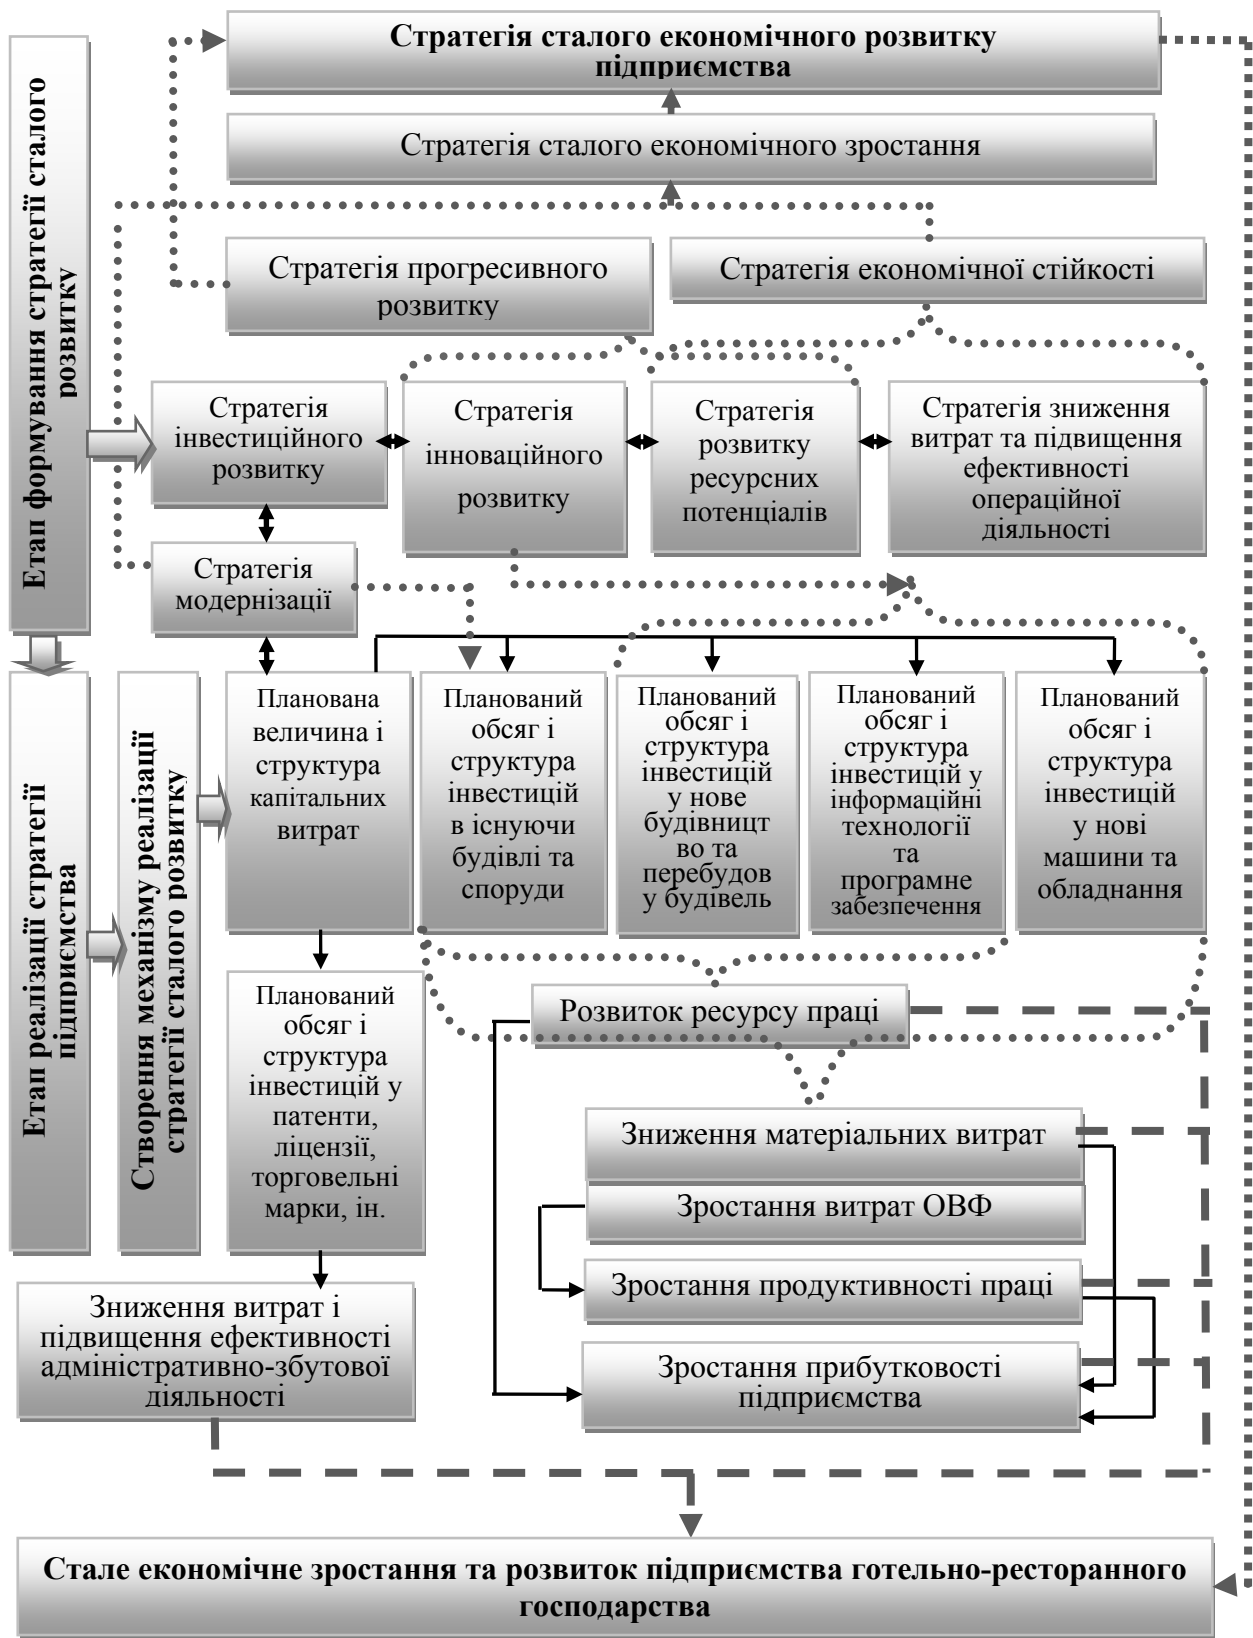 Стратегія сталого економічного розвитку
підприємства
Стратегія сталого економічного зростання
Етап формування стратегії сталого
розвитку
Стратегія прогресивного
розвитку
Стратегія економічної стійкості
Стратегія
інвестиційного
розвитку
Стратегія
інноваційного
розвитку
Стратегія
розвитку
ресурсних
потенціалів
Стратегія зниження
витрат та підвищення
ефективності
операційної
діяльності
Стратегія
модернізації
Етап реалізації стратегії
підприємства
Створення механізму реалізації
стратегії сталого розвитку
Планована
величина і
структура
капітальних
витрат
Планований
обсяг і
структура
інвестицій
в існуючи
будівлі та
споруди
Планований
обсяг і
структура
інвестицій
у нове
будівницт
во та
перебудов
у будівель
Планований
обсяг і
структура
інвестицій у
інформаційні
технології
та
програмне
забезпечення
Планований
обсяг і
структура
інвестицій
у нові
машини та
обладнання
Планований
обсяг і
структура
інвестицій у
патенти,
ліцензії,
торговельні
марки, ін.
Розвиток ресурсу праці
Зниження матеріальних витрат
Зростання витрат ОВФ
Зростання продуктивності праці
Зростання прибутковості
підприємства
Зниження витрат і
підвищення ефективності
адміністративно-збутової
діяльності
Стале економічне зростання та розвиток підприємства готельно-ресторанного
господарства